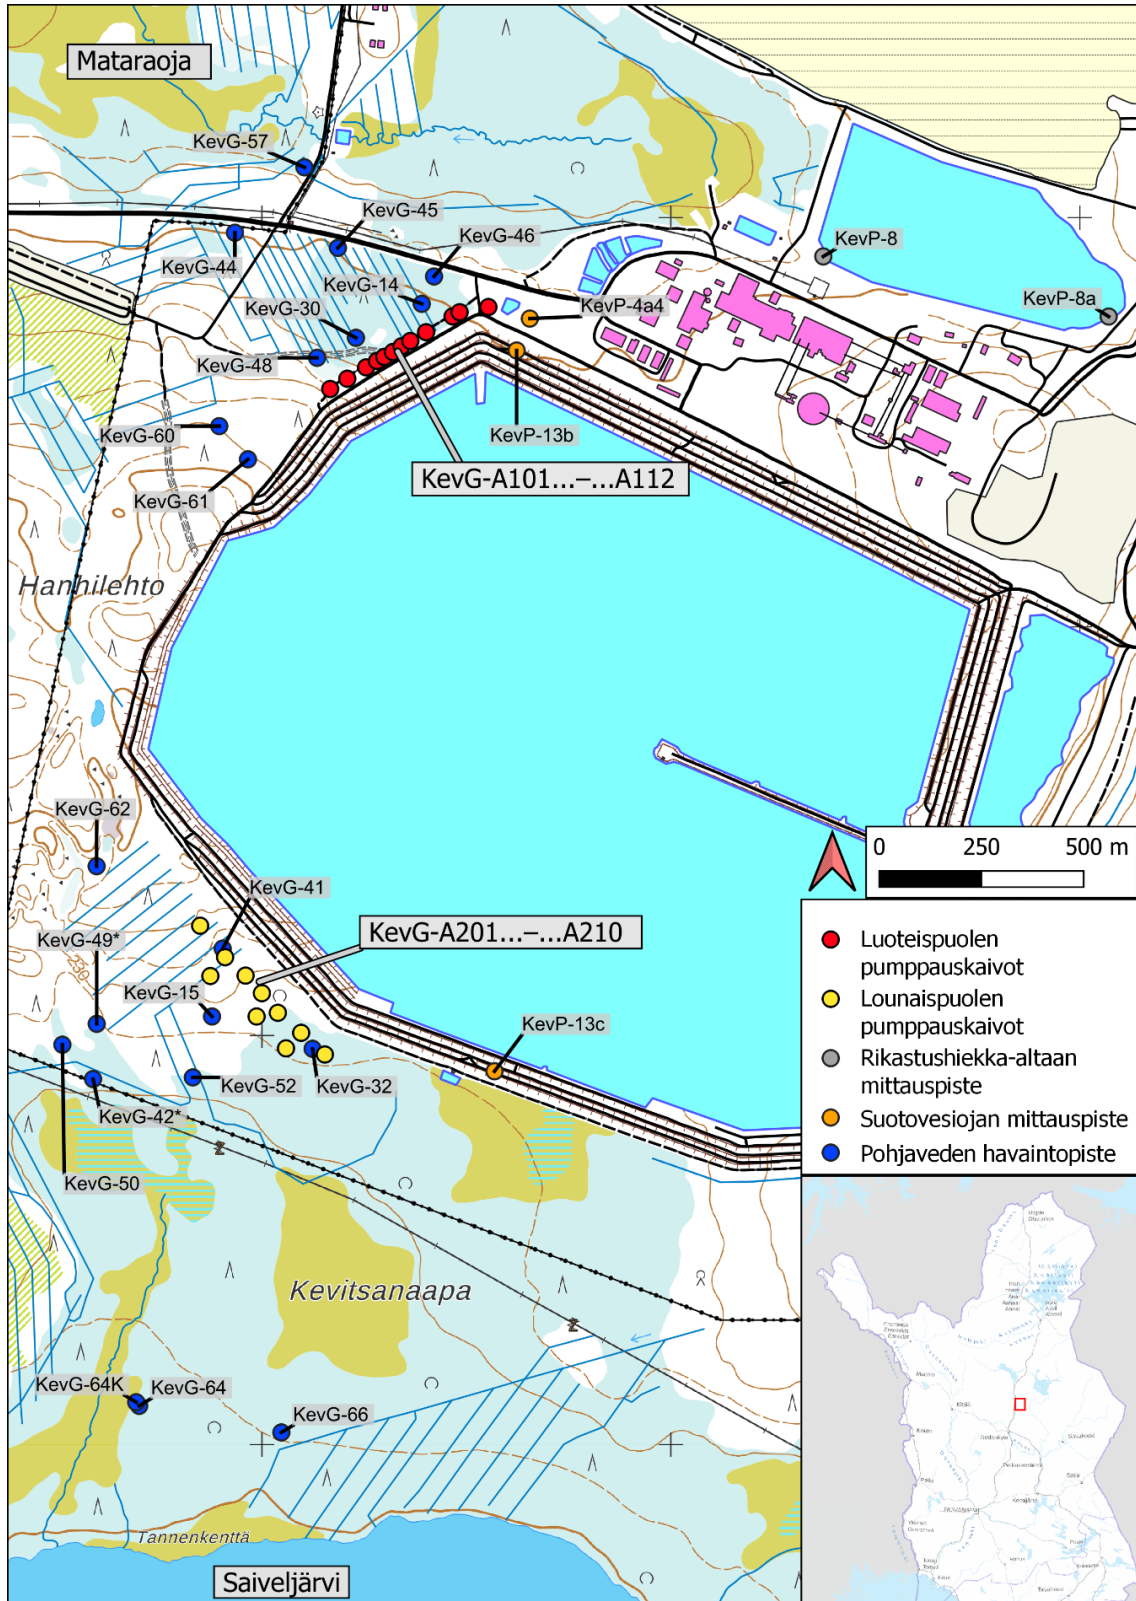 Mataraoja
KevG-57
KevG-45
KevG-46
KevG-44
KevG-14
KevG-30
KevG-48
KevP-8
KevP-8a
KevP-4a4
KevG-60
KevP-13b
KevG-61
KevG-A101...–...A112
Hanhilehto
KevG-62
KevG-41
KevG-A201...–...A210
KevG-49*
230
KevG-15
KevP-13c
KevG-52
KevG-32
KevG-42*
KevG-50
Kevitsanaapa
KevG-64K
KevG-64
KevG-66
Tannenkenttä
Saiveljärvi
0 250 500 m
Luoteispuolen
pumppauskaivot
Lounaispuolen
pumppauskaivot
Rikastushiekka-altaan
mittauspiste
Suotovesiojan mittauspiste
Pohjaveden havaintopiste